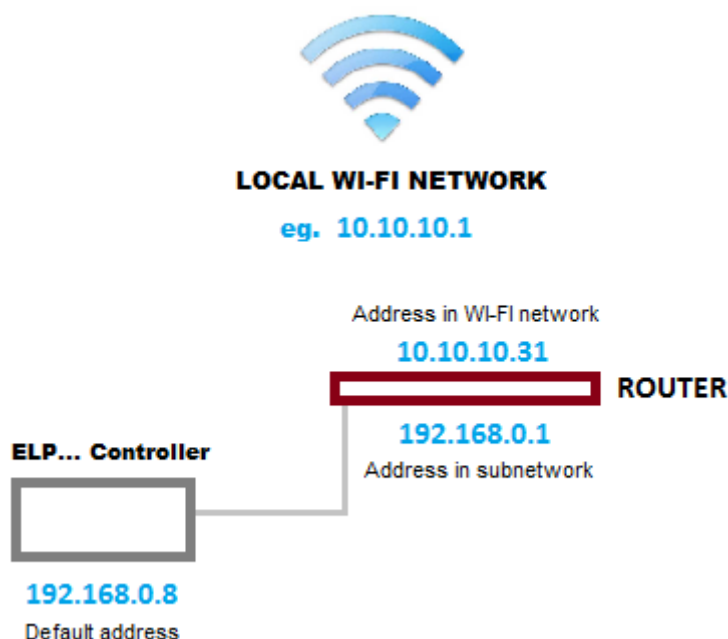 LOCAL WI-FI NETWORK
eg. 10.10.10.1
Address in WI-FI network
10.10.10.31
ROUTER
192.168.0.1
Address in subnetwork
ELP... Controller
192.168.0.8
Default address